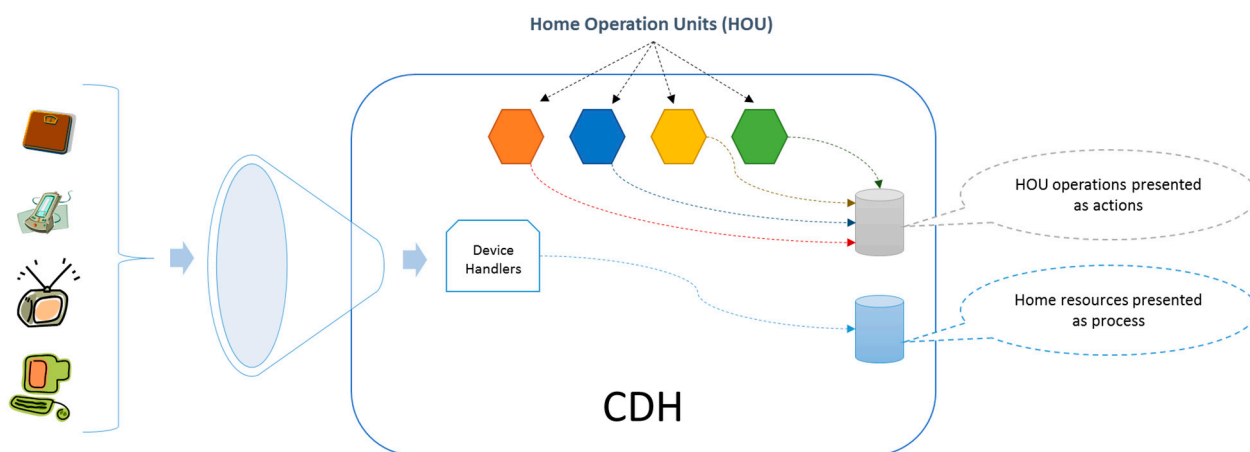 Home Operation Units (HOU)
HOU operations presented
as actions
Device
Handlers
Home resources presented
as process
CDH